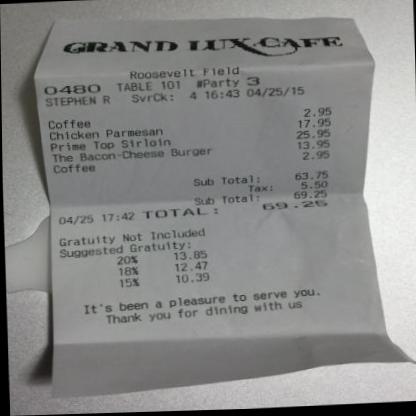 GRAND LUX CAFE
Roosevelt Field
0480 TABLE 101 #Party 3
STEPHEN R SvrCk: 4 16:43 04/25/15
Coffee 2.95
Chicken Parmesan 17.95
Prime Top Sirloin 25.95
The Bacon-Cheese Burger 13.95
Coffee 2.95
Sub Total: 63.75
Tax: 5.50
Sub Total: 69.25
04/25 17:42 TOTAL: 69.25
Gratuity Not Included
Suggested Gratuity:
20% 13.85
18% 12.47
15% 10.39
It's been a pleasure to serve you.
Thank you for dining with us